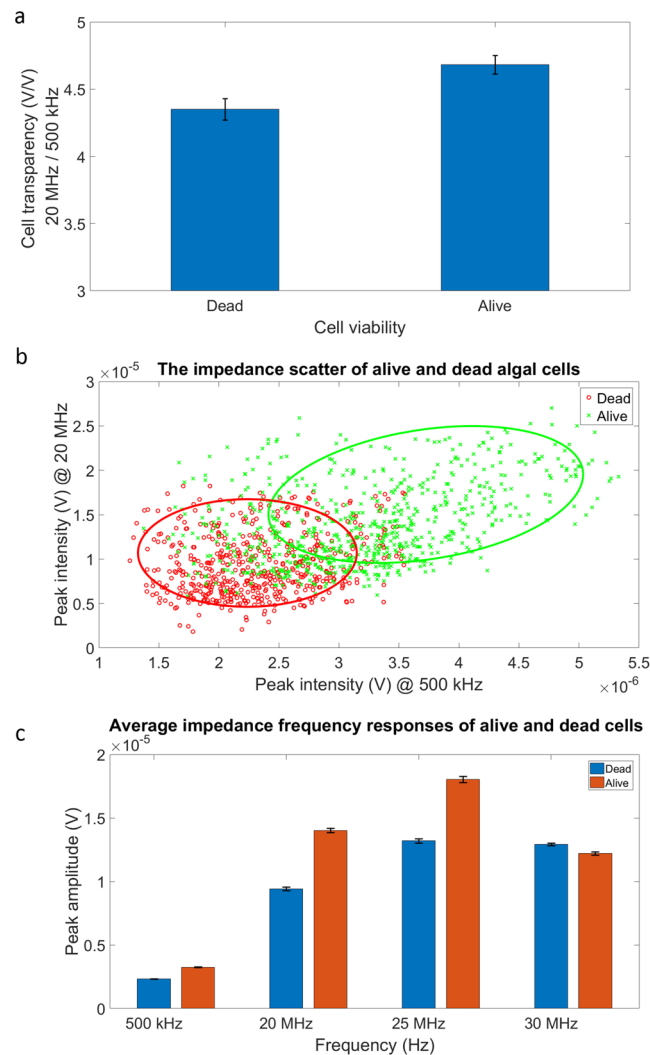 a
Cell transparency (V/V)
20 MHz / 500 kHz
5
4.5
4
3.5
3
Dead
Alive
Cell viability
b
The impedance scatter of alive and dead algal cells
×10-5
Peak intensity (V) @ 20 MHz
3
2.5
2
1.5
1
0.5
0
Dead
Alive
1
1.5
2
2.5
3
3.5
4
4.5
5
5.5
Peak intensity (V) @ 500 kHz
×10-6
c
Average impedance frequency responses of alive and dead cells
×10-5
Peak amplitude (V)
2
1.5
1
0.5
0
Dead
Alive
500 kHz
20 MHz
25 MHz
30 MHz
Frequency (Hz)